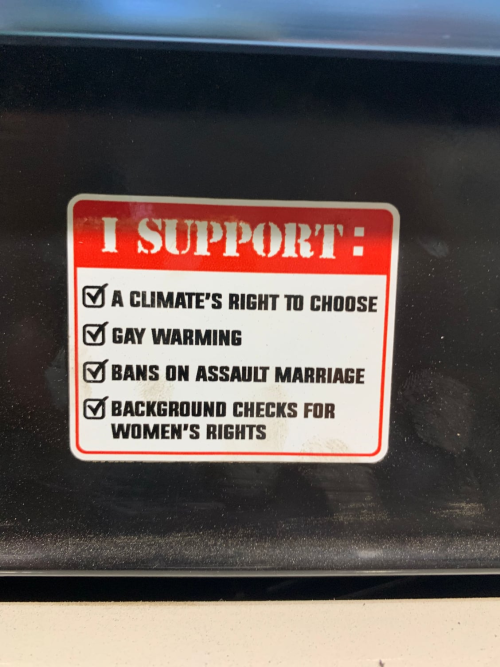 I SUPPORT:
A CLIMATE'S RIGHT TO CHOOSE
GAY WARMING
BANS ON ASSAULT MARRIAGE
BACKGROUND CHECKS FOR
WOMEN'S RIGHTS